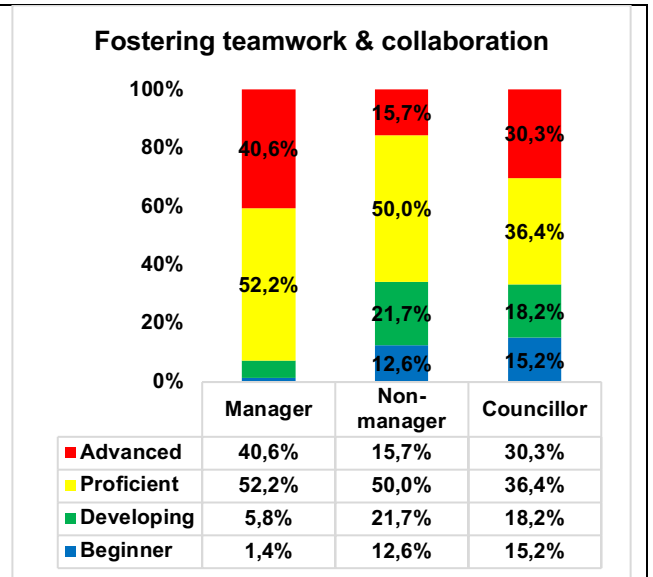 Fostering teamwork & collaboration
100%
80%
60%
40%
20%
0%
40,6%
52,2%
15,7%
50,0%
21,7%
12,6%
30,3%
36,4%
18,2%
15,2%
Manager Non-manager Councillor
Advanced 40,6% 15,7% 30,3%
Proficient 52,2% 50,0% 36,4%
Developing 5,8% 21,7% 18,2%
Beginner 1,4% 12,6% 15,2%